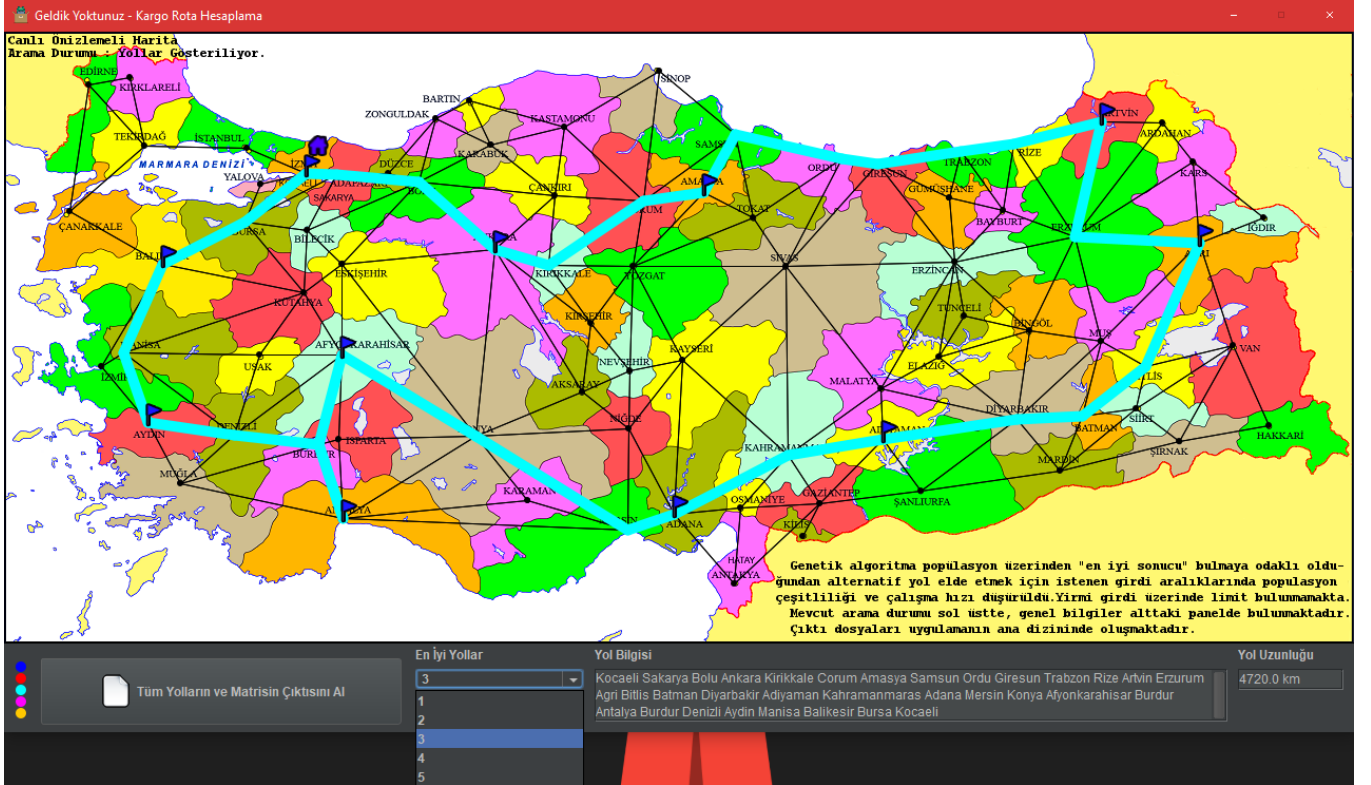 Geldik Yoktunuz - Kargo Rota Hesaplama
Canlı Önizlemeli Harita
Arama Durumu : Yollar Gösteriliyor.
EDİRNE
KIRKLARELİ
TEKİRDAĞ
İSTANBUL
MARMARA DENİZİ
YALOVA
SAKARYA
DÜZCE
ZONGULDAK
BARTIN
KARABÜK
KASTAMONU
SİNOP
ÇANKIRI
TOKAT
ORDU
GİRESUN
TRABZON
RİZE
GÜMÜŞHANE
BAYBURT
ARDAHAN
KARS
IĞDIR
ÇANAKKALE
BİLECİK
ESKİŞEHİR
KÜTAHYA
KIRIKKALE
YOZGAT
SİVAS
ERZİNCAN
TUNCELİ
BİNGÖL
MUŞ
KIRŞEHİR
NEVŞEHİR
KAYSERİ
AKSARAY
NİĞDE
MALATYA
ELAZIĞ
DİYARBAKIR
BATMAN
SİİRT
VAN
HAKKARİ
ŞIRNAK
MARDİN
İZMİR
UŞAK
AYDIN
DENİZLİ
ISPARTA
MUĞLA
KARAMAN
ADANA
OSMANİYE
GAZİANTEP
KİLİS
ŞANLIURFA
HATAY
ANTAKYA
Genetik algoritma popülasyon üzerinden "en iyi sonucu" bulmaya odaklı oldu-
ğundan alternatif yol elde etmek için istenen girdi aralıklarında populasyon
çeşitliliği ve çalışma hızı düşürüldü.Yirmi girdi üzerinde limit bulunmamakta.
Mevcut arama durumu sol üstte, genel bilgiler alttaki panelde bulunmaktadır.
Çıktı dosyaları uygulamanın ana dizininde oluşmaktadır.
Tüm Yolların ve Matrisin Çıktısını Al
En İyi Yollar
3
1
2
3
4
5
Yol Bilgisi
Kocaeli Sakarya Bolu Ankara Kirikkale Corum Amasya Samsun Ordu Giresun Trabzon Rize Artvin Erzurum
Agri Bitlis Batman Diyarbakir Adiyaman Kahramanmaras Adana Mersin Konya Afyonkarahisar Burdur
Antalya Burdur Denizli Aydin Manisa Balikesir Bursa Kocaeli
Yol Uzunluğu
4720.0 km